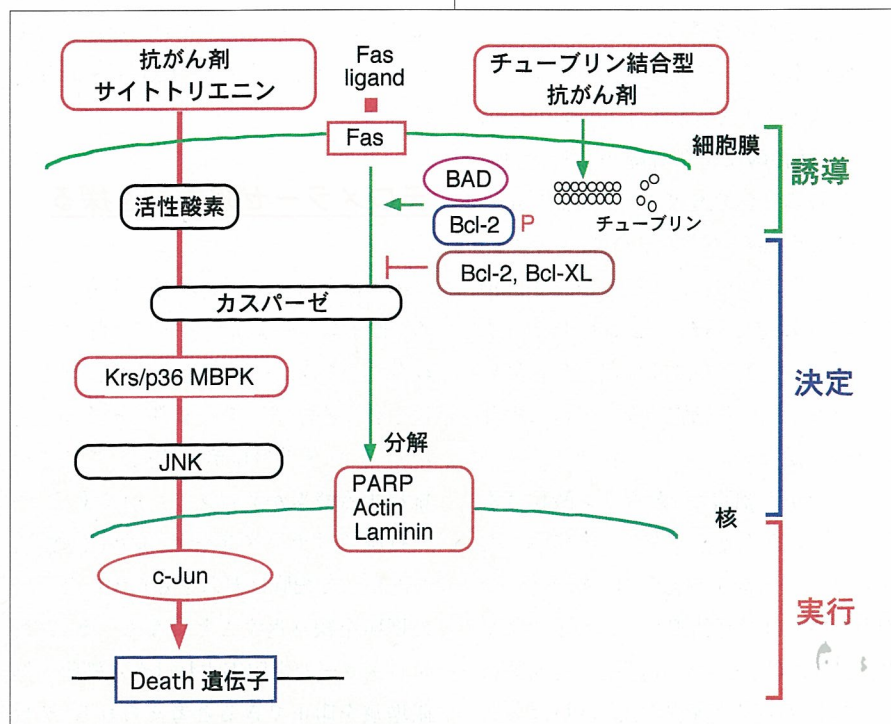 抗がん剤
サイトトリエニン
Fas
ligand
チューブリン結合型
抗がん剤
Fas
細胞膜
誘導
BAD
活性酸素
Bcl-2 P
チューブリン
Bcl-2, Bcl-XL
カスパーゼ
Krs/p36 MBPK
決定
分解
JNK
PARP
Actin
Laminin
核
c-Jun
実行
Death 遺伝子